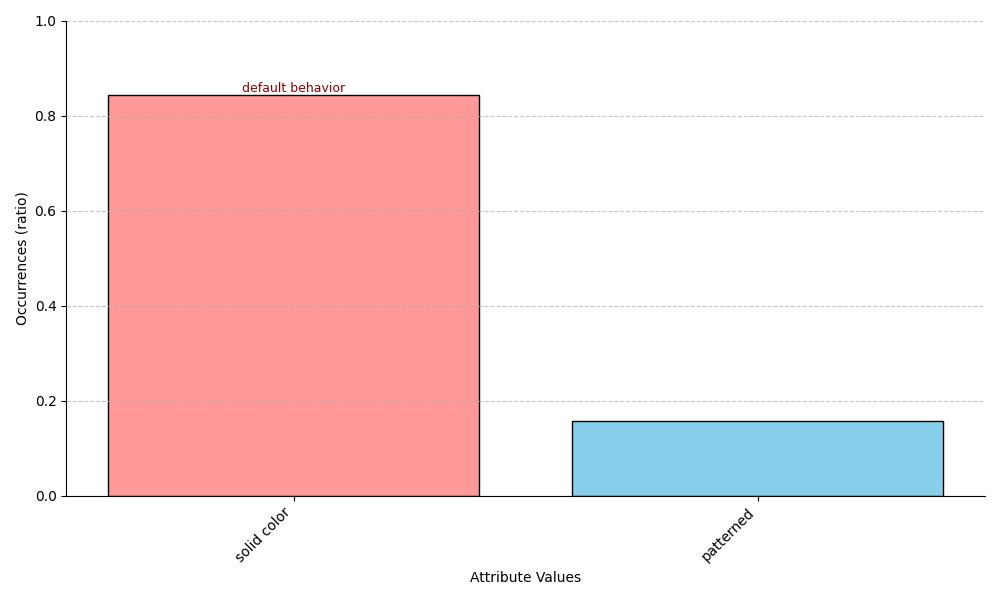 1.0
default behavior
0.8
0.6
0.4
0.2
0.0
Occurrences (ratio)
solid color
patterned
Attribute Values